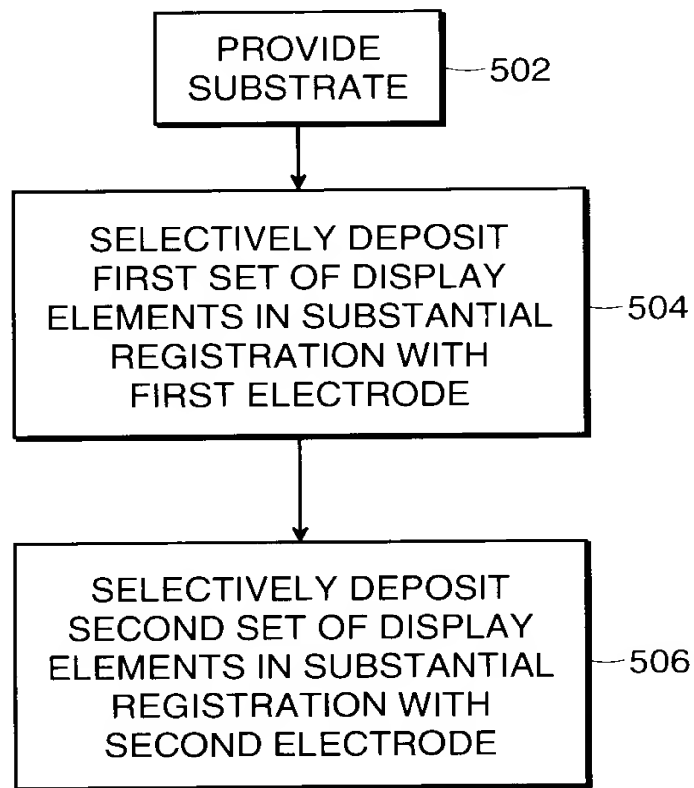 PROVIDE
SUBSTRATE
502
SELECTIVELY DEPOSIT
FIRST SET OF DISPLAY
ELEMENTS IN SUBSTANTIAL
REGISTRATION WITH
FIRST ELECTRODE
504
SELECTIVELY DEPOSIT
SECOND SET OF DISPLAY
ELEMENTS IN SUBSTANTIAL
REGISTRATION WITH
SECOND ELECTRODE
506